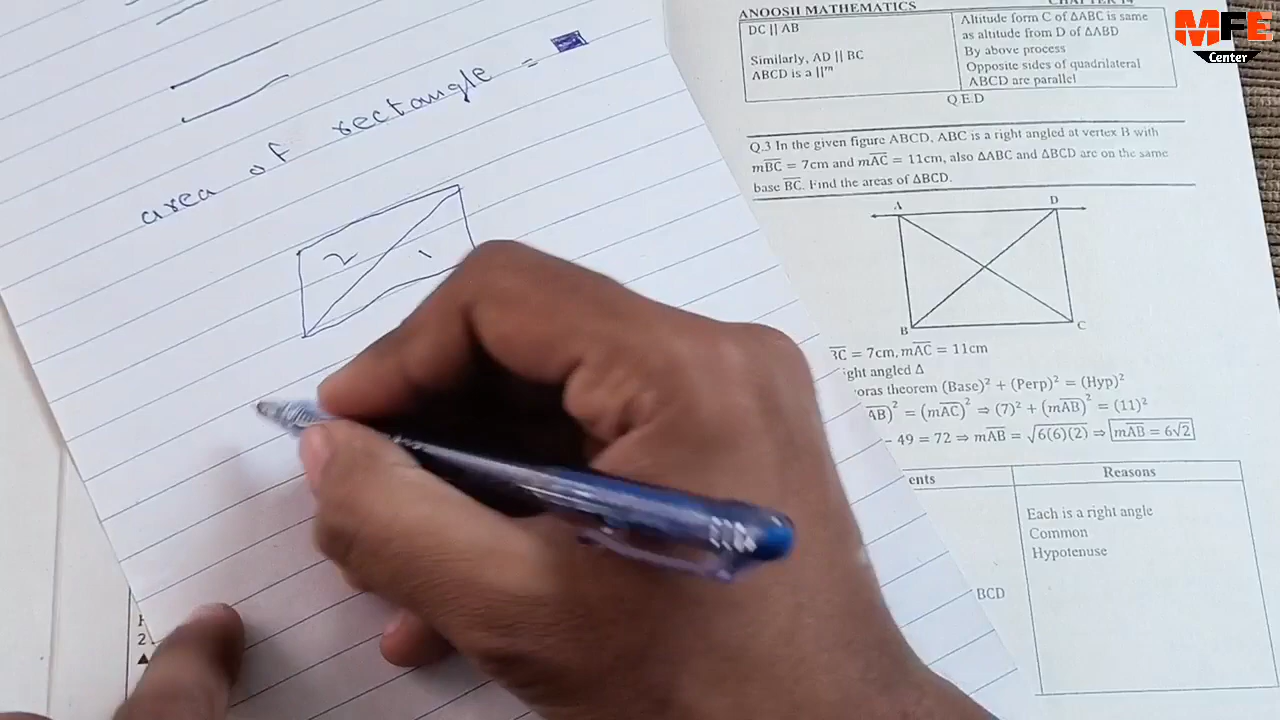 MFE
Center
area of rectangle =
2
1
ANOOSH MATHEMATICS
DC || AB
Similarly, AD || BC
ABCD is a ||ᵐ
Altitude form C of ΔABC is same
as altitude from D of ΔABD
By above process
Opposite sides of quadrilateral
ABCD are parallel
Q.E.D
Q.3 In the given figure ABCD, ABC is a right angled at vertex B with
mBC = 7cm and mAC = 11cm, also ΔABC and ΔBCD are on the same
base BC. Find the areas of ΔBCD.
A
D
B
C
BC = 7cm, mAC = 11cm
ight angled Δ
oras theorem (Base)² + (Perp)² = (Hyp)²
AB)² = (mAC)² ⇒ (7)² + (mAB)² = (11)²
- 49 = 72 ⇒ mAB = √6(6)(2) ⇒ mAB = 6√2
ents
Reasons
Each is a right angle
Common
Hypotenuse
BCD
2